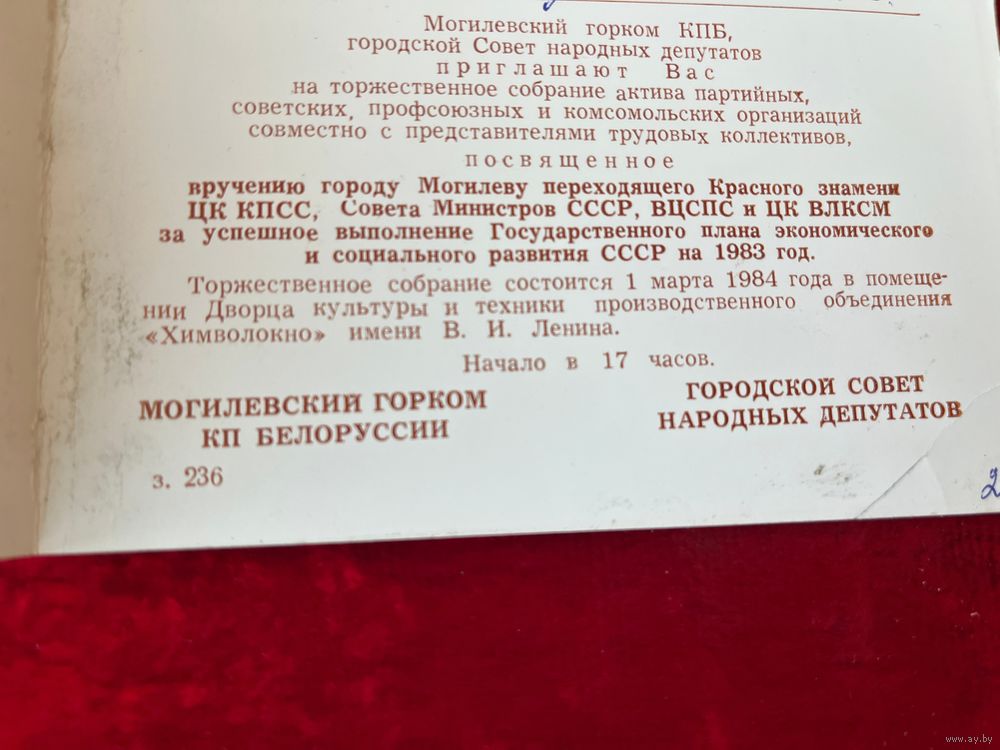 Могилевский горком КПБ,
городской Совет народных депутатов
приглашают Вас
на торжественное собрание актива партийных,
советских, профсоюзных и комсомольских организаций
совместно с представителями трудовых коллективов,
посвященное
вручению городу Могилеву переходящего Красного знамени
ЦК КПСС, Совета Министров СССР, ВЦСПС и ЦК ВЛКСМ
за успешное выполнение Государственного плана экономического
и социального развития СССР на 1983 год.
Торжественное собрание состоится 1 марта 1984 года в помеще-
нии Дворца культуры и техники производственного объединения
«Химволокно» имени В. И. Ленина.
Начало в 17 часов.
МОГИЛЕВСКИЙ ГОРКОМ
КП БЕЛОРУССИИ
ГОРОДСКОЙ СОВЕТ
НАРОДНЫХ ДЕПУТАТОВ
з. 236
2
www.ay.by